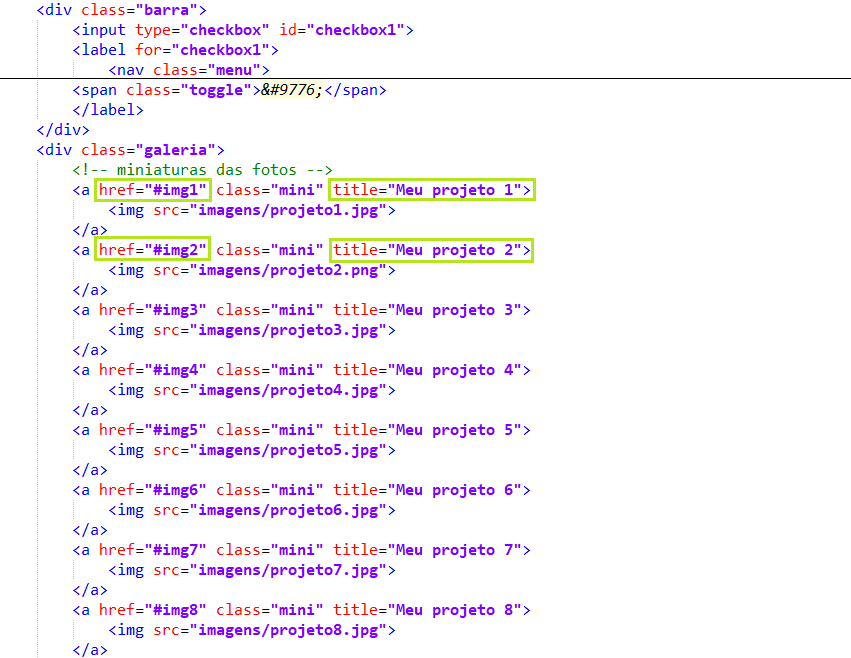 <div class="barra">
<input type="checkbox" id="checkbox1">
<label for="checkbox1">
<nav class="menu">
<span class="toggle">&#9776;</span>
</label>
</div>
<div class="galeria">
<!-- miniaturas das fotos -->
<a href="#img1" class="mini" title="Meu projeto 1">
<img src="imagens/projeto1.jpg">
</a>
<a href="#img2" class="mini" title="Meu projeto 2">
<img src="imagens/projeto2.png">
</a>
<a href="#img3" class="mini" title="Meu projeto 3">
<img src="imagens/projeto3.jpg">
</a>
<a href="#img4" class="mini" title="Meu projeto 4">
<img src="imagens/projeto4.jpg">
</a>
<a href="#img5" class="mini" title="Meu projeto 5">
<img src="imagens/projeto5.jpg">
</a>
<a href="#img6" class="mini" title="Meu projeto 6">
<img src="imagens/projeto6.jpg">
</a>
<a href="#img7" class="mini" title="Meu projeto 7">
<img src="imagens/projeto7.jpg">
</a>
<a href="#img8" class="mini" title="Meu projeto 8">
<img src="imagens/projeto8.jpg">
</a>